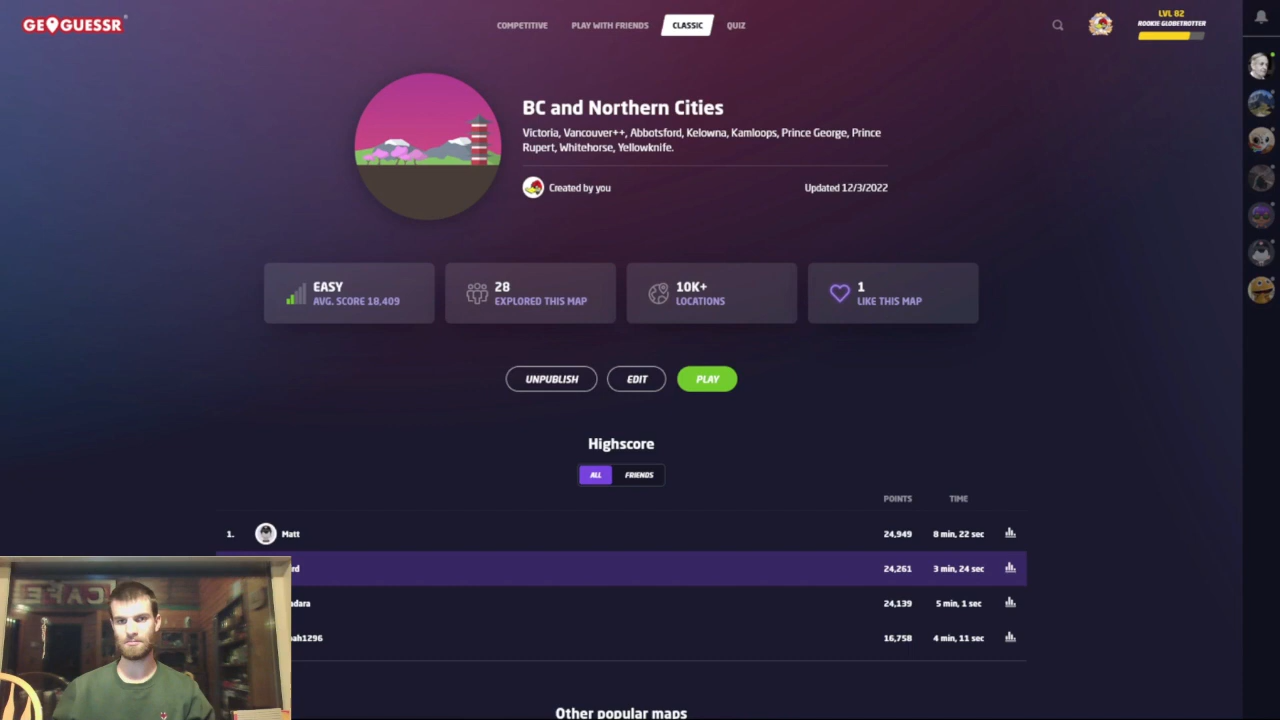 GEOGUESSR
COMPETITIVE
PLAY WITH FRIENDS
CLASSIC
QUIZ
LVL 82
ROOKIE GLOBETROTTER
BC and Northern Cities
Victoria, Vancouver++, Abbotsford, Kelowna, Kamloops, Prince George, Prince
Rupert, Whitehorse, Yellowknife.
Created by you
Updated 12/3/2022
EASY
AVG. SCORE 18,409
28
EXPLORED THIS MAP
10K+
LOCATIONS
1
LIKE THIS MAP
UNPUBLISH
EDIT
PLAY
Highscore
ALL
FRIENDS
POINTS
TIME
1. Matt 24,949 8 min, 22 sec
24,261 3 min, 24 sec
24,139 5 min, 1 sec
16,758 4 min, 11 sec
CAFE
Other popular maps